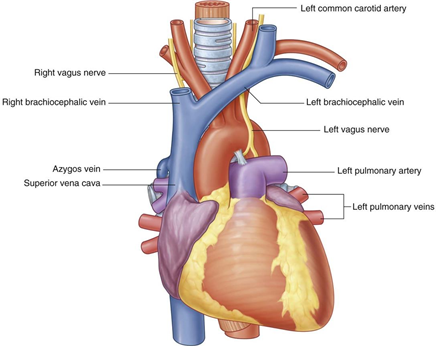 Left common carotid artery
Right vagus nerve
Right brachiocephalic vein
Left brachiocephalic vein
Left vagus nerve
Azygos vein
Left pulmonary artery
Superior vena cava
Left pulmonary veins